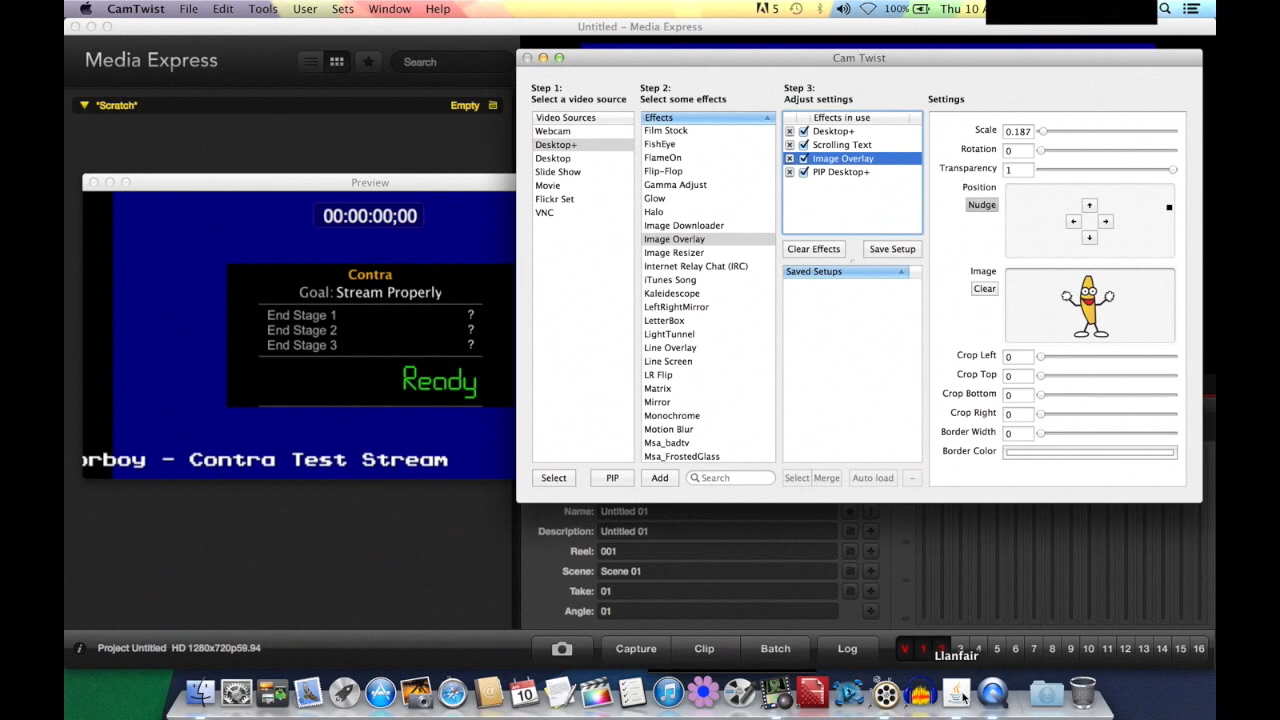 CamTwist File Edit Tools User Sets Window Help
5 100% Thu 10
Untitled - Media Express
Media Express
Search
*Scratch*
Empty
Preview
00:00:00;00
Contra
Goal: Stream Properly
End Stage 1 ?
End Stage 2 ?
End Stage 3 ?
Ready
orboy - Contra Test Stream
Cam Twist
Step 1:
Select a video source
Video Sources
Webcam
Desktop+
Desktop
Slide Show
Movie
Flickr Set
VNC
Select
PIP
Step 2:
Select some effects
Effects
Film Stock
FishEye
FlameOn
Flip-Flop
Gamma Adjust
Glow
Halo
Image Downloader
Image Overlay
Image Resizer
Internet Relay Chat (IRC)
iTunes Song
Kaleidescope
LeftRightMirror
LetterBox
LightTunnel
Line Overlay
Line Screen
LR Flip
Matrix
Mirror
Monochrome
Motion Blur
Msa_badtv
Msa_FrostedGlass
Add
Search
Step 3:
Adjust settings
Effects in use
Desktop+
Scrolling Text
Image Overlay
PIP Desktop+
Clear Effects
Save Setup
Saved Setups
Select
Merge
Auto load
-
Settings
Scale 0.187
Rotation 0
Transparency 1
Position
Nudge
Image
Clear
Crop Left 0
Crop Top 0
Crop Bottom 0
Crop Right 0
Border Width 0
Border Color
Name: Untitled 01
Description: Untitled 01
Reel: 001
Scene: Scene 01
Take: 01
Angle: 01
Project Untitled HD 1280x720p59.94
Capture
Clip
Batch
Log
V 1 2 3 4 5 6 7 8 9 10 11 12 13 14 15 16
Llanfair
10